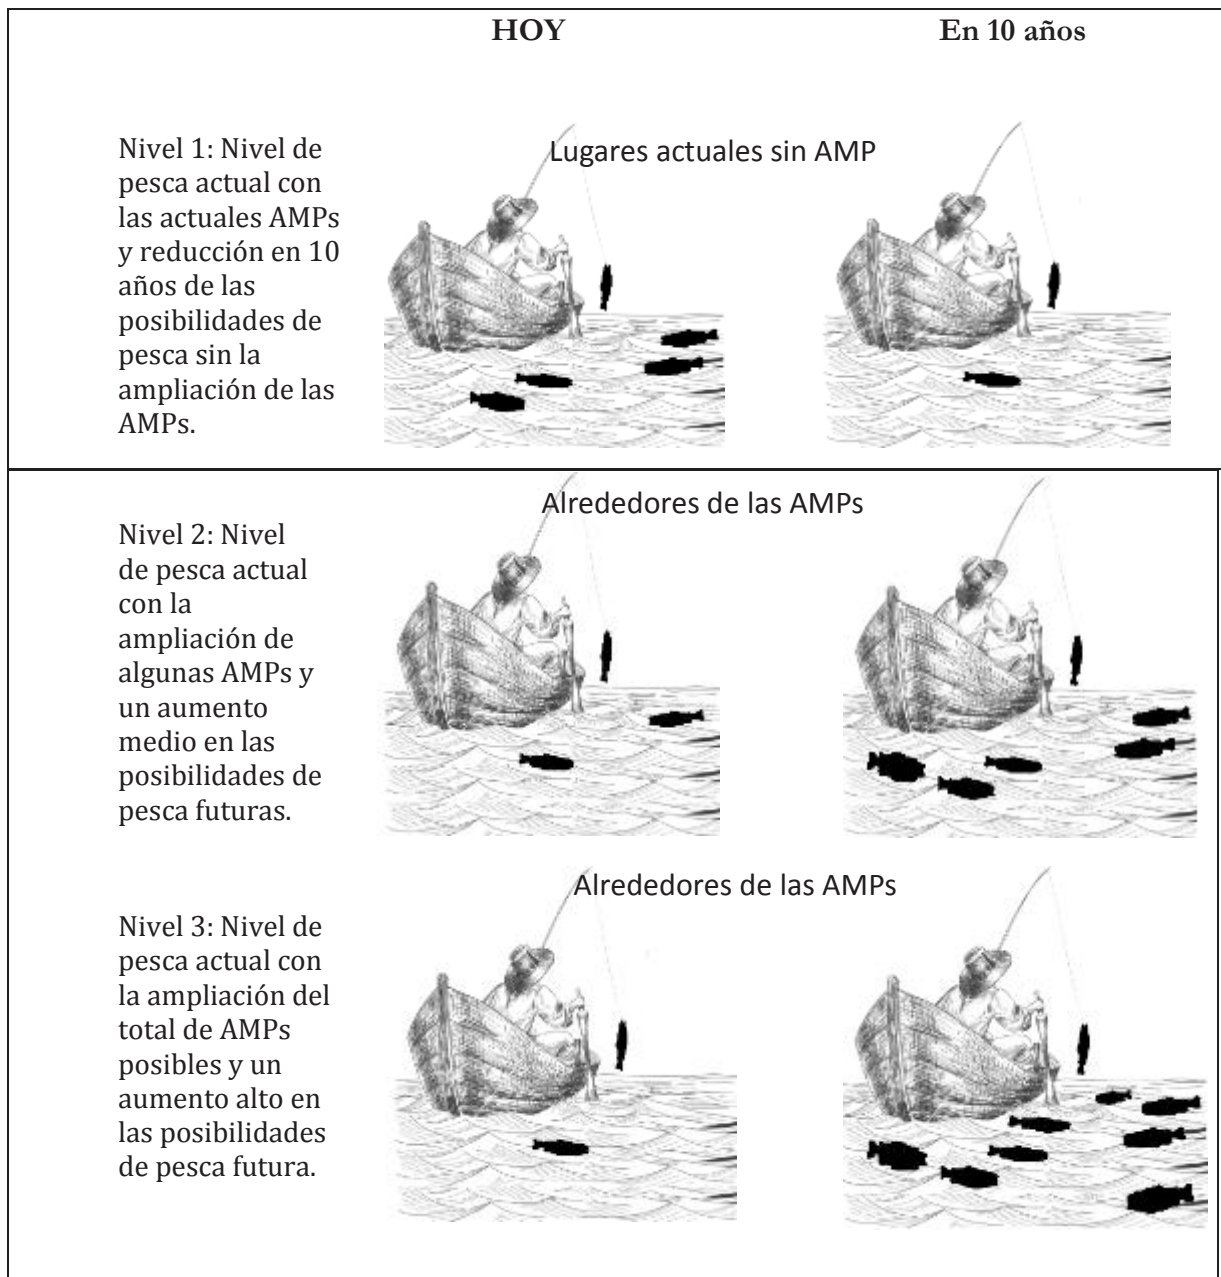 HOY
En 10 años
Nivel 1: Nivel de
pesca actual con
las actuales AMPs
y reducción en 10
años de las
posibilidades de
pesca sin la
ampliación de las
AMPs.
Lugares actuales sin AMP
Nivel 2: Nivel
de pesca actual
con la
ampliación de
algunas AMPs y
un aumento
medio en las
posibilidades de
pesca futuras.
Alrededores de las AMPs
Nivel 3: Nivel de
pesca actual con
la ampliación del
total de AMPs
posibles y un
aumento alto en
las posibilidades
de pesca futura.
Alrededores de las AMPs